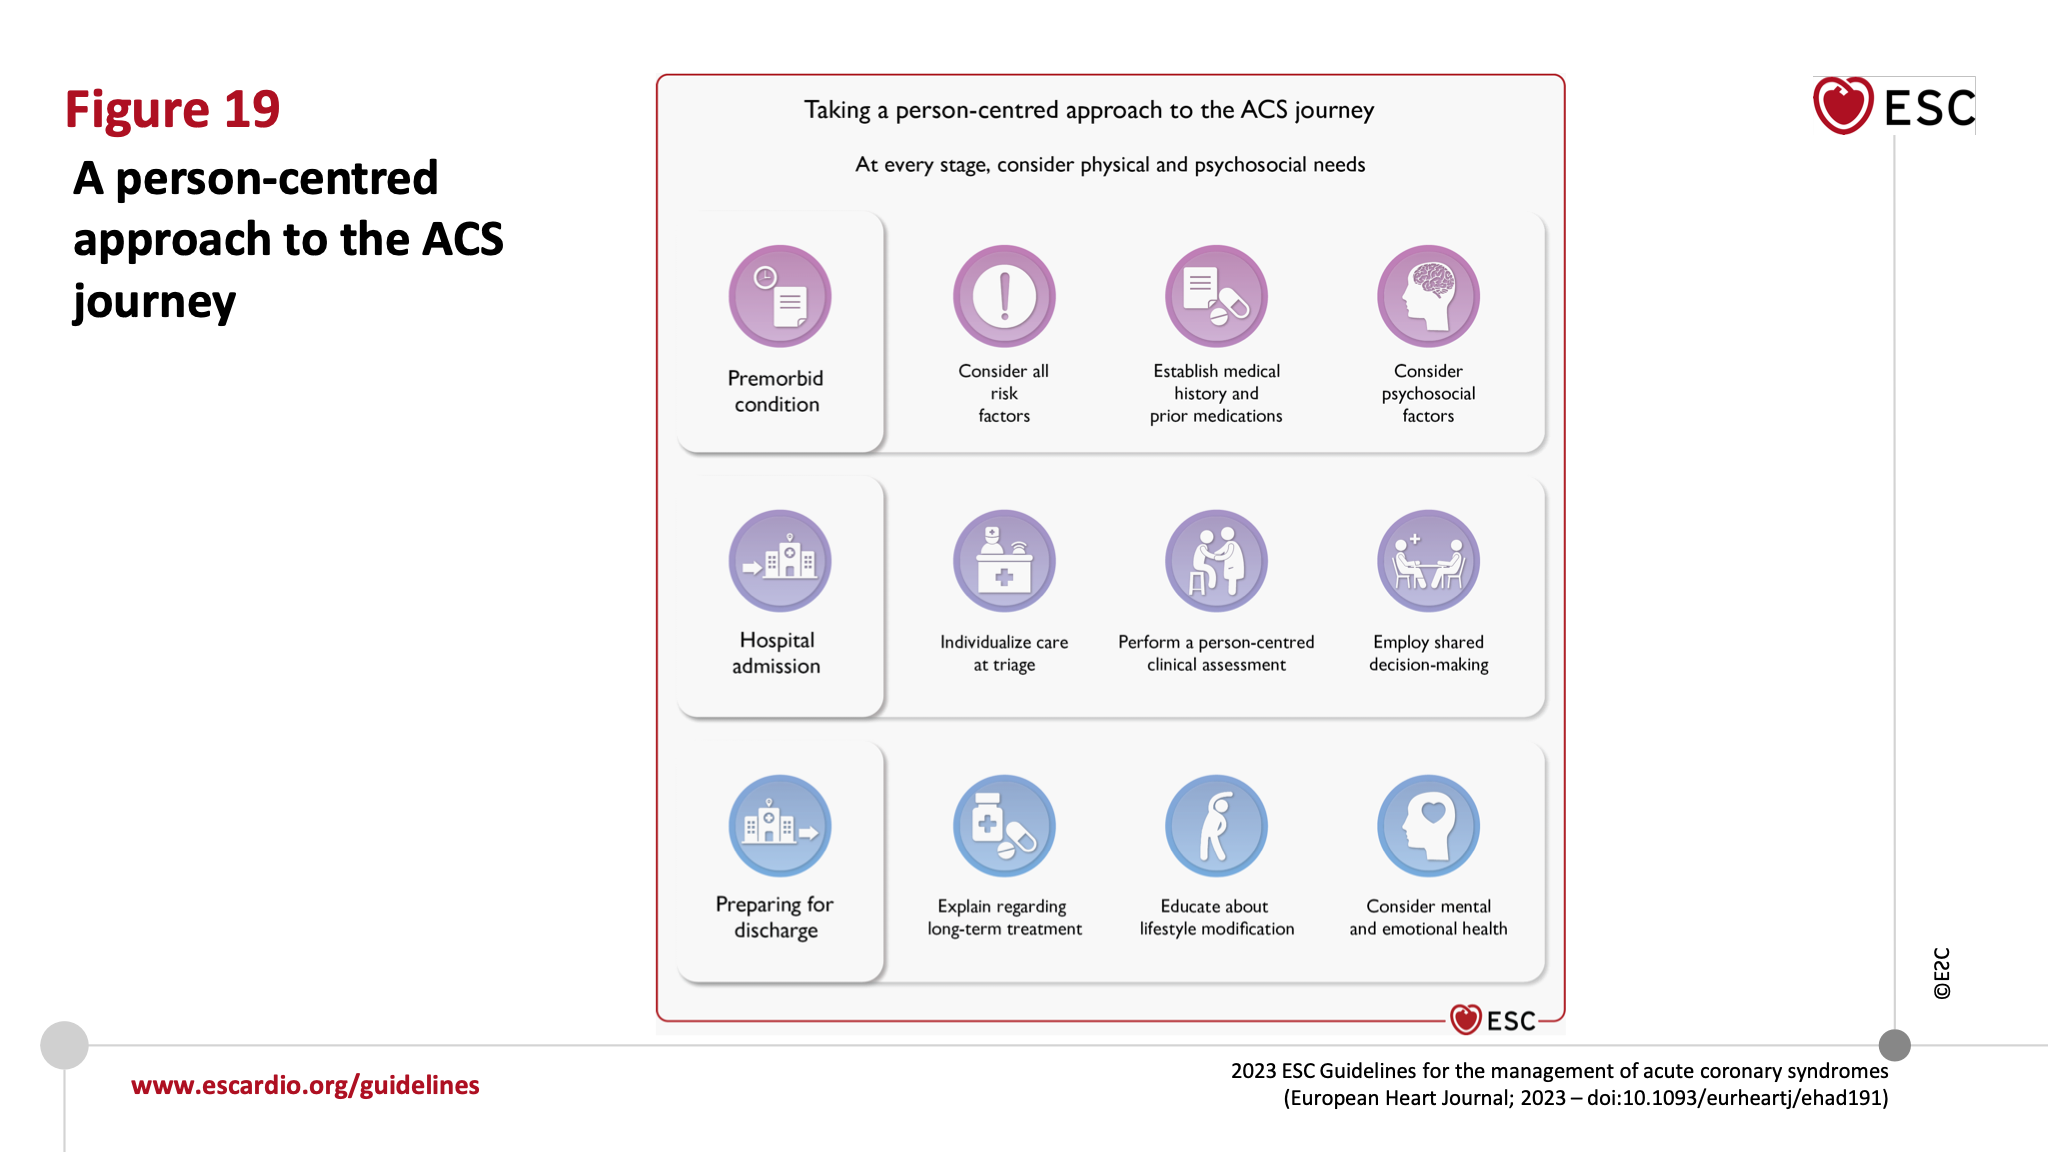 Figure 19
A person-centred
approach to the ACS
journey
ESC
Taking a person-centred approach to the ACS journey
At every stage, consider physical and psychosocial needs
Premorbid
condition
Consider all
risk
factors
Establish medical
history and
prior medications
Consider
psychosocial
factors
Hospital
admission
Individualize care
at triage
Perform a person-centred
clinical assessment
Employ shared
decision-making
Preparing for
discharge
Explain regarding
long-term treatment
Educate about
lifestyle modification
Consider mental
and emotional health
ESC
©ESC
www.escardio.org/guidelines
2023 ESC Guidelines for the management of acute coronary syndromes
(European Heart Journal; 2023 – doi:10.1093/eurheartj/ehad191)